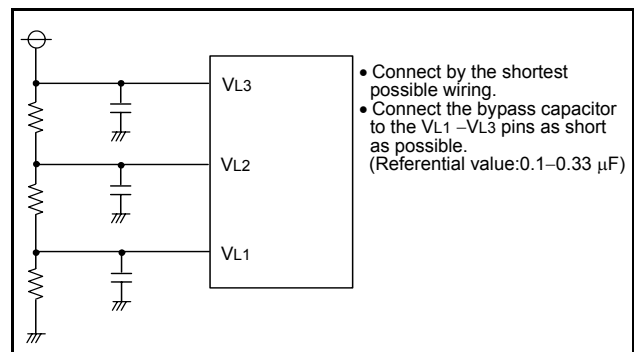 VL3
VL2
VL1
• Connect by the shortest
possible wiring.
• Connect the bypass capacitor
to the VL1 –VL3 pins as short
as possible.
(Referential value:0.1–0.33 μF)